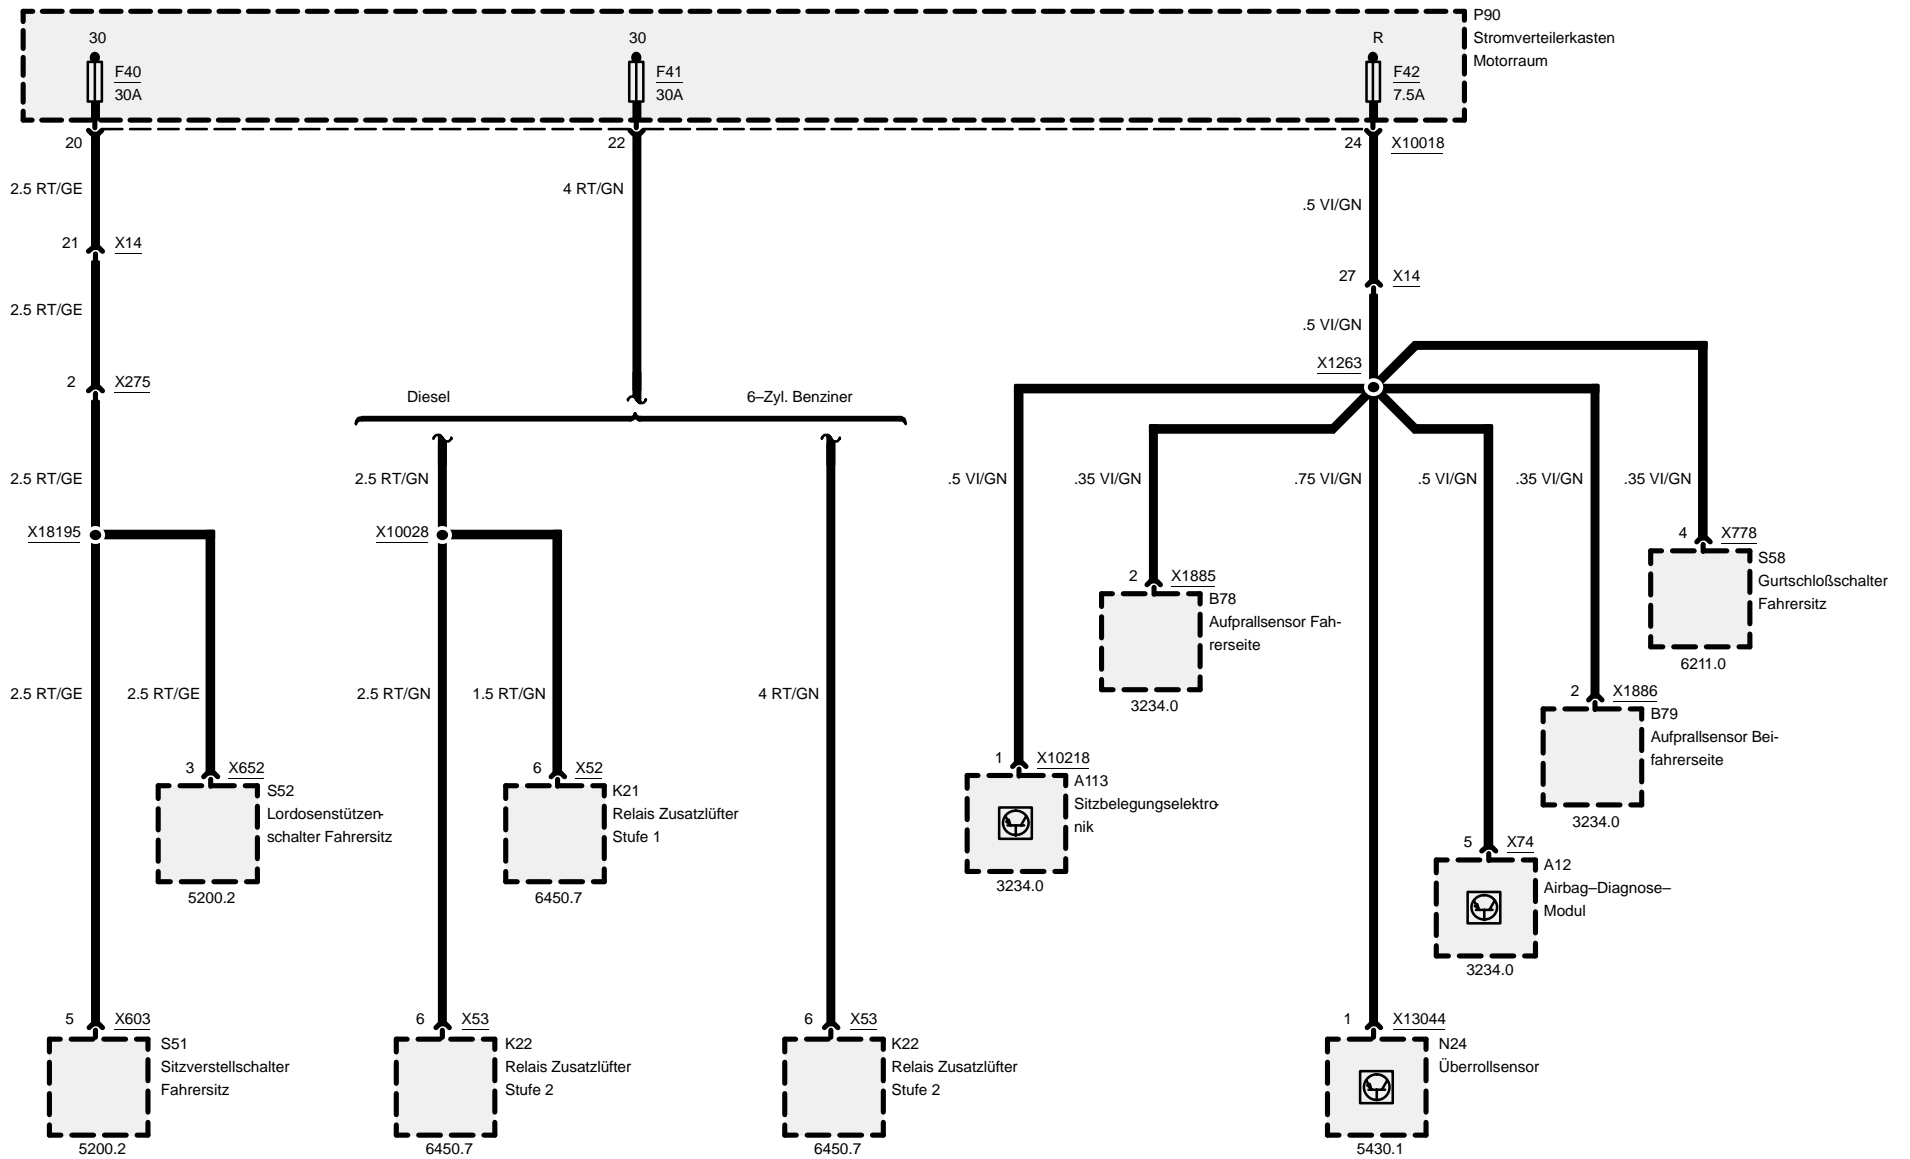 P90
Stromverteilerkasten
Motorraum
30
F40
30A
30
F41
30A
R
F42
7.5A
20
22
24 X10018
2.5 RT/GE
4 RT/GN
.5 VI/GN
21 X14
27 X14
2.5 RT/GE
.5 VI/GN
X1263
2 X275
Diesel
6–Zyl. Benziner
2.5 RT/GE
2.5 RT/GN
.5 VI/GN
.35 VI/GN
.75 VI/GN
.5 VI/GN
.35 VI/GN
.35 VI/GN
X18195
X10028
4 X778
S58
Gurtschloßschalter
Fahrersitz
6211.0
2 X1885
B78
Aufprallsensor Fah-
rerseite
3234.0
2.5 RT/GE
2.5 RT/GE
2.5 RT/GN
1.5 RT/GN
4 RT/GN
2 X1886
B79
Aufprallsensor Bei-
fahrerseite
3234.0
3 X652
S52
Lordosenstützen-
schalter Fahrersitz
5200.2
6 X52
K21
Relais Zusatzlüfter
Stufe 1
6450.7
1 X10218
A113
Sitzbelegungselektro-
nik
3234.0
5 X74
A12
Airbag–Diagnose–
Modul
3234.0
5 X603
S51
Sitzverstellschalter
Fahrersitz
5200.2
6 X53
K22
Relais Zusatzlüfter
Stufe 2
6450.7
6 X53
K22
Relais Zusatzlüfter
Stufe 2
6450.7
1 X13044
N24
Überrollsensor
5430.1